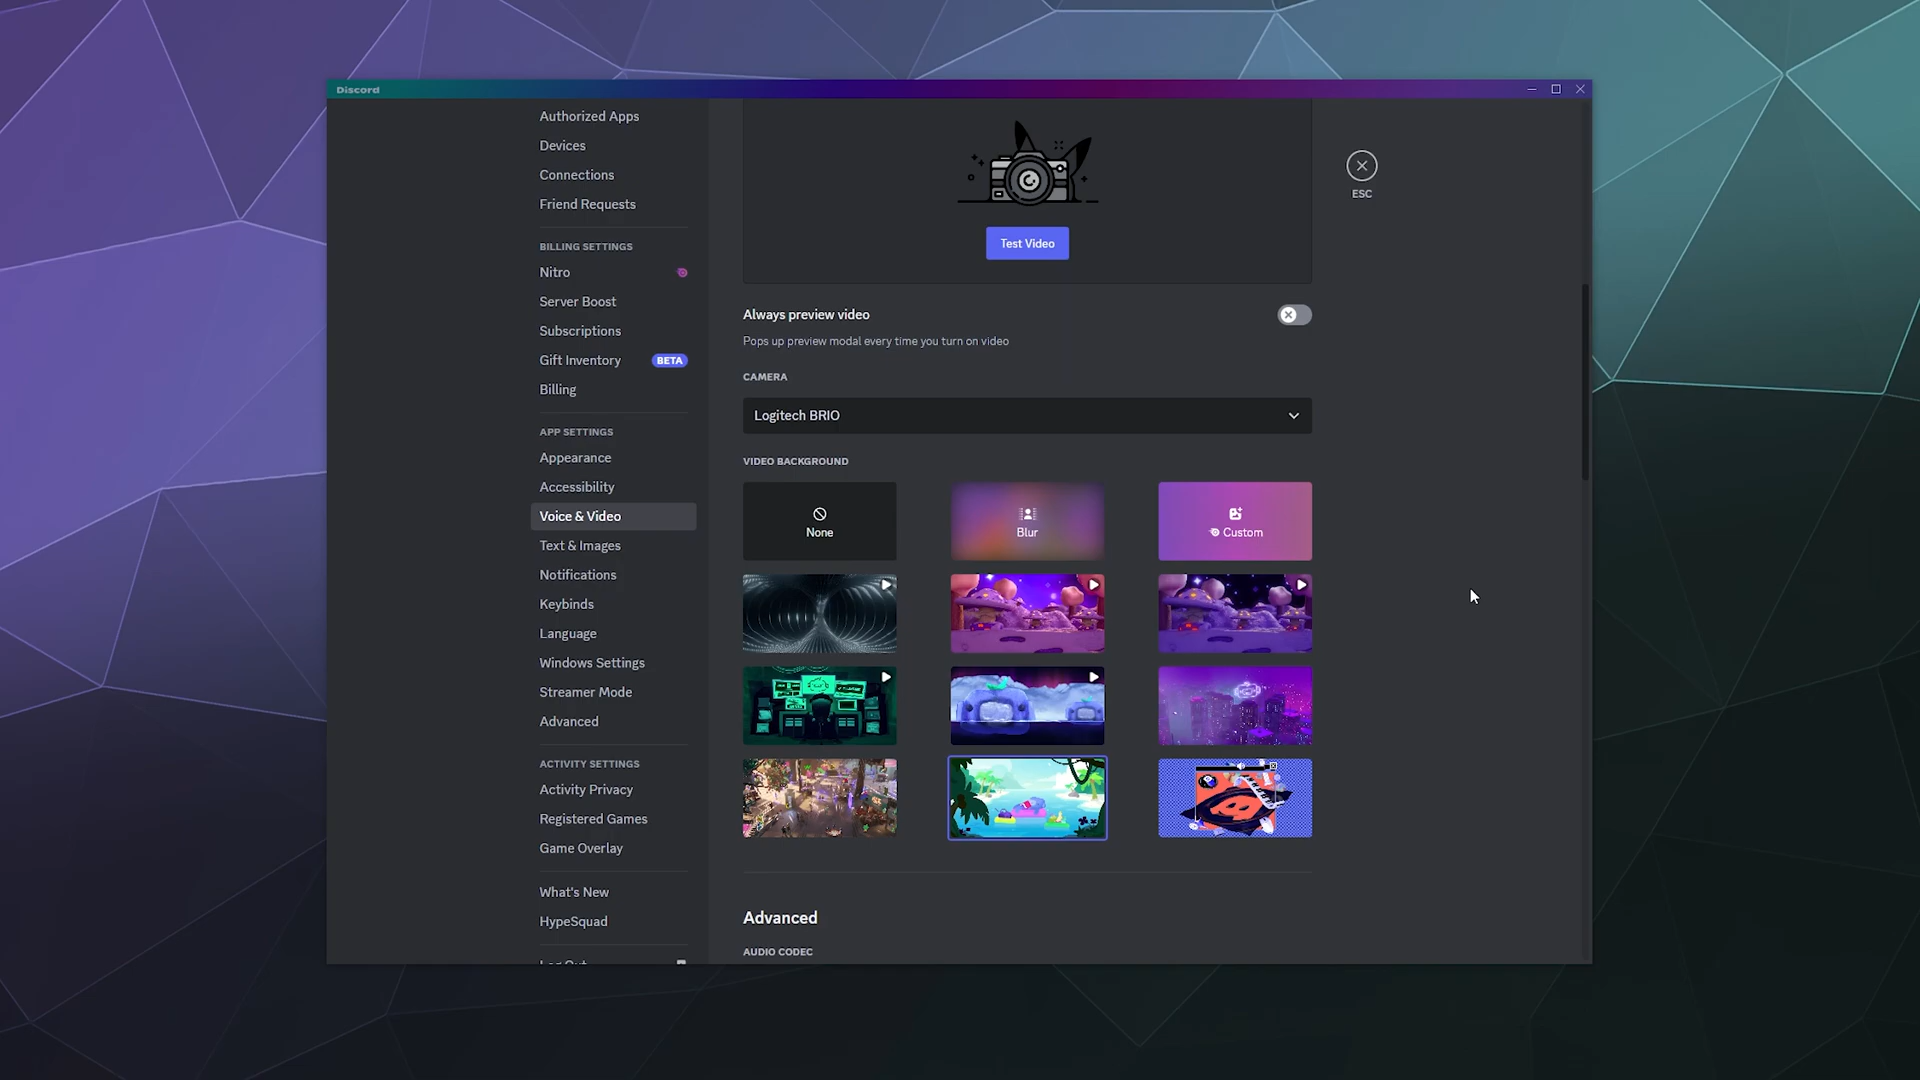 Discord
Authorized Apps
Devices
Connections
Friend Requests
BILLING SETTINGS
Nitro
Server Boost
Subscriptions
Gift Inventory BETA
Billing
APP SETTINGS
Appearance
Accessibility
Voice & Video
Text & Images
Notifications
Keybinds
Language
Windows Settings
Streamer Mode
Advanced
ACTIVITY SETTINGS
Activity Privacy
Registered Games
Game Overlay
What's New
HypeSquad
Log Out
Test Video
Always preview video
Pops up preview modal every time you turn on video
CAMERA
Logitech BRIO
VIDEO BACKGROUND
None
Blur
Custom
Advanced
AUDIO CODEC
ESC